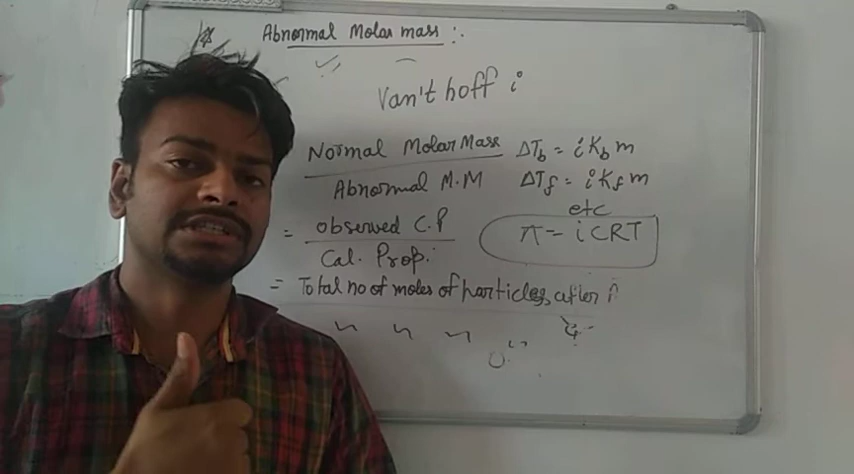 Abnormal Molar mass :.
Van't hoff i
Normal Molar Mass
Abnormal M.M
= observed C.P
Cal. Prop.
= Total no of moles of particles after
ΔTb = i Kb m
ΔTf = i Kf m
etc
π = i CRT